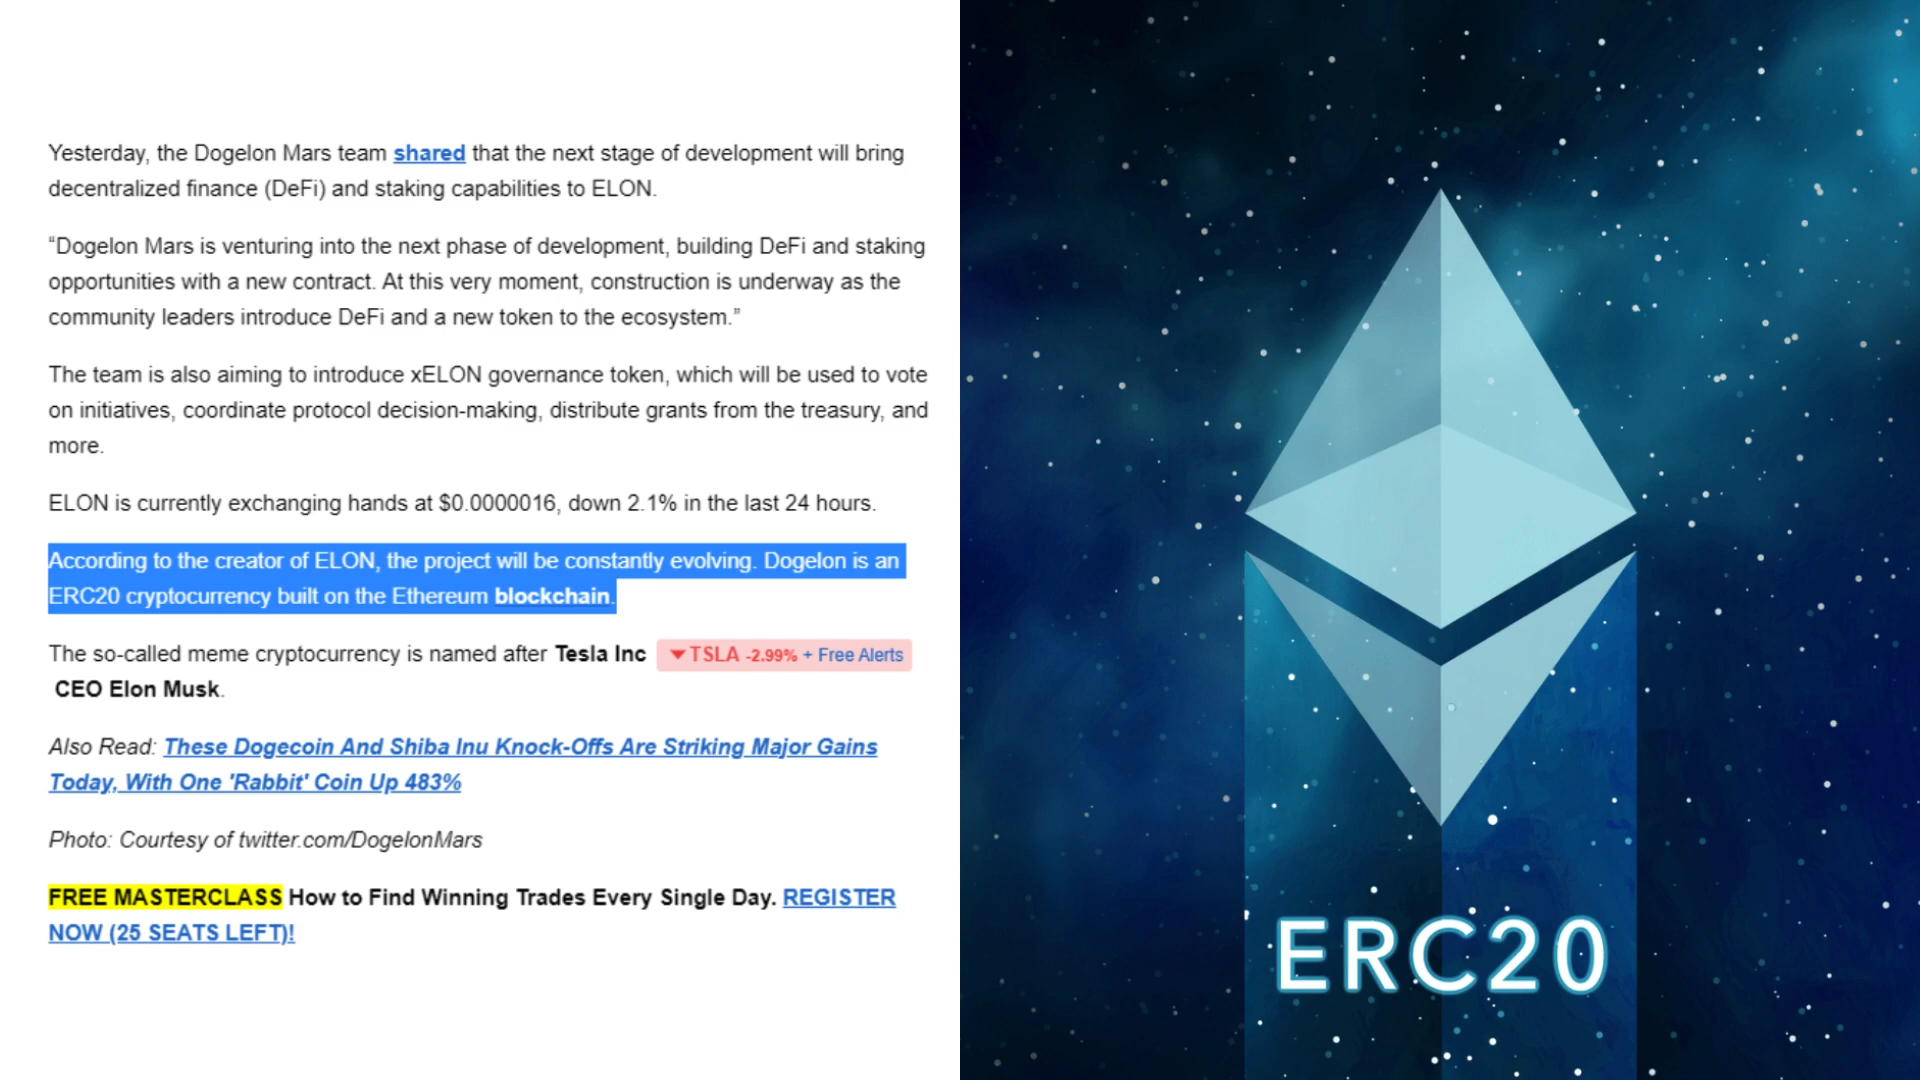 Yesterday, the Dogelon Mars team shared that the next stage of development will bring
decentralized finance (DeFi) and staking capabilities to ELON.
“Dogelon Mars is venturing into the next phase of development, building DeFi and staking
opportunities with a new contract. At this very moment, construction is underway as the
community leaders introduce DeFi and a new token to the ecosystem.”
The team is also aiming to introduce xELON governance token, which will be used to vote
on initiatives, coordinate protocol decision-making, distribute grants from the treasury, and
more.
ELON is currently exchanging hands at $0.0000016, down 2.1% in the last 24 hours.
According to the creator of ELON, the project will be constantly evolving. Dogelon is an
ERC20 cryptocurrency built on the Ethereum blockchain.
The so-called meme cryptocurrency is named after Tesla Inc ▼TSLA -2.99% + Free Alerts
CEO Elon Musk.
Also Read: These Dogecoin And Shiba Inu Knock-Offs Are Striking Major Gains
Today, With One 'Rabbit' Coin Up 483%
Photo: Courtesy of twitter.com/DogelonMars
FREE MASTERCLASS How to Find Winning Trades Every Single Day. REGISTER
NOW (25 SEATS LEFT)!
ERC20